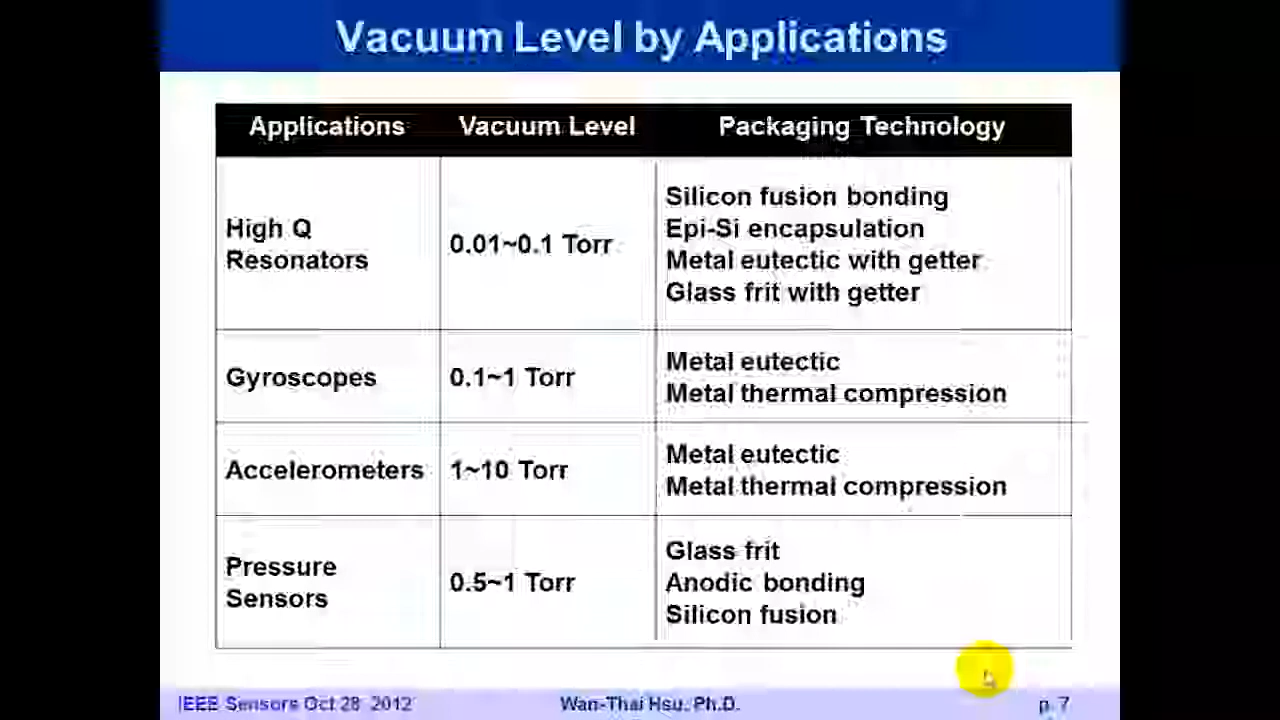 Vacuum Level by Applications
Applications Vacuum Level Packaging Technology
High Q
Resonators
0.01~0.1 Torr
Silicon fusion bonding
Epi-Si encapsulation
Metal eutectic with getter
Glass frit with getter
Gyroscopes
0.1~1 Torr
Metal eutectic
Metal thermal compression
Accelerometers
1~10 Torr
Metal eutectic
Metal thermal compression
Pressure
Sensors
0.5~1 Torr
Glass frit
Anodic bonding
Silicon fusion
IEEE Sensors Oct 28 2012 Wan-Thai Hsu, Ph.D. p. 7